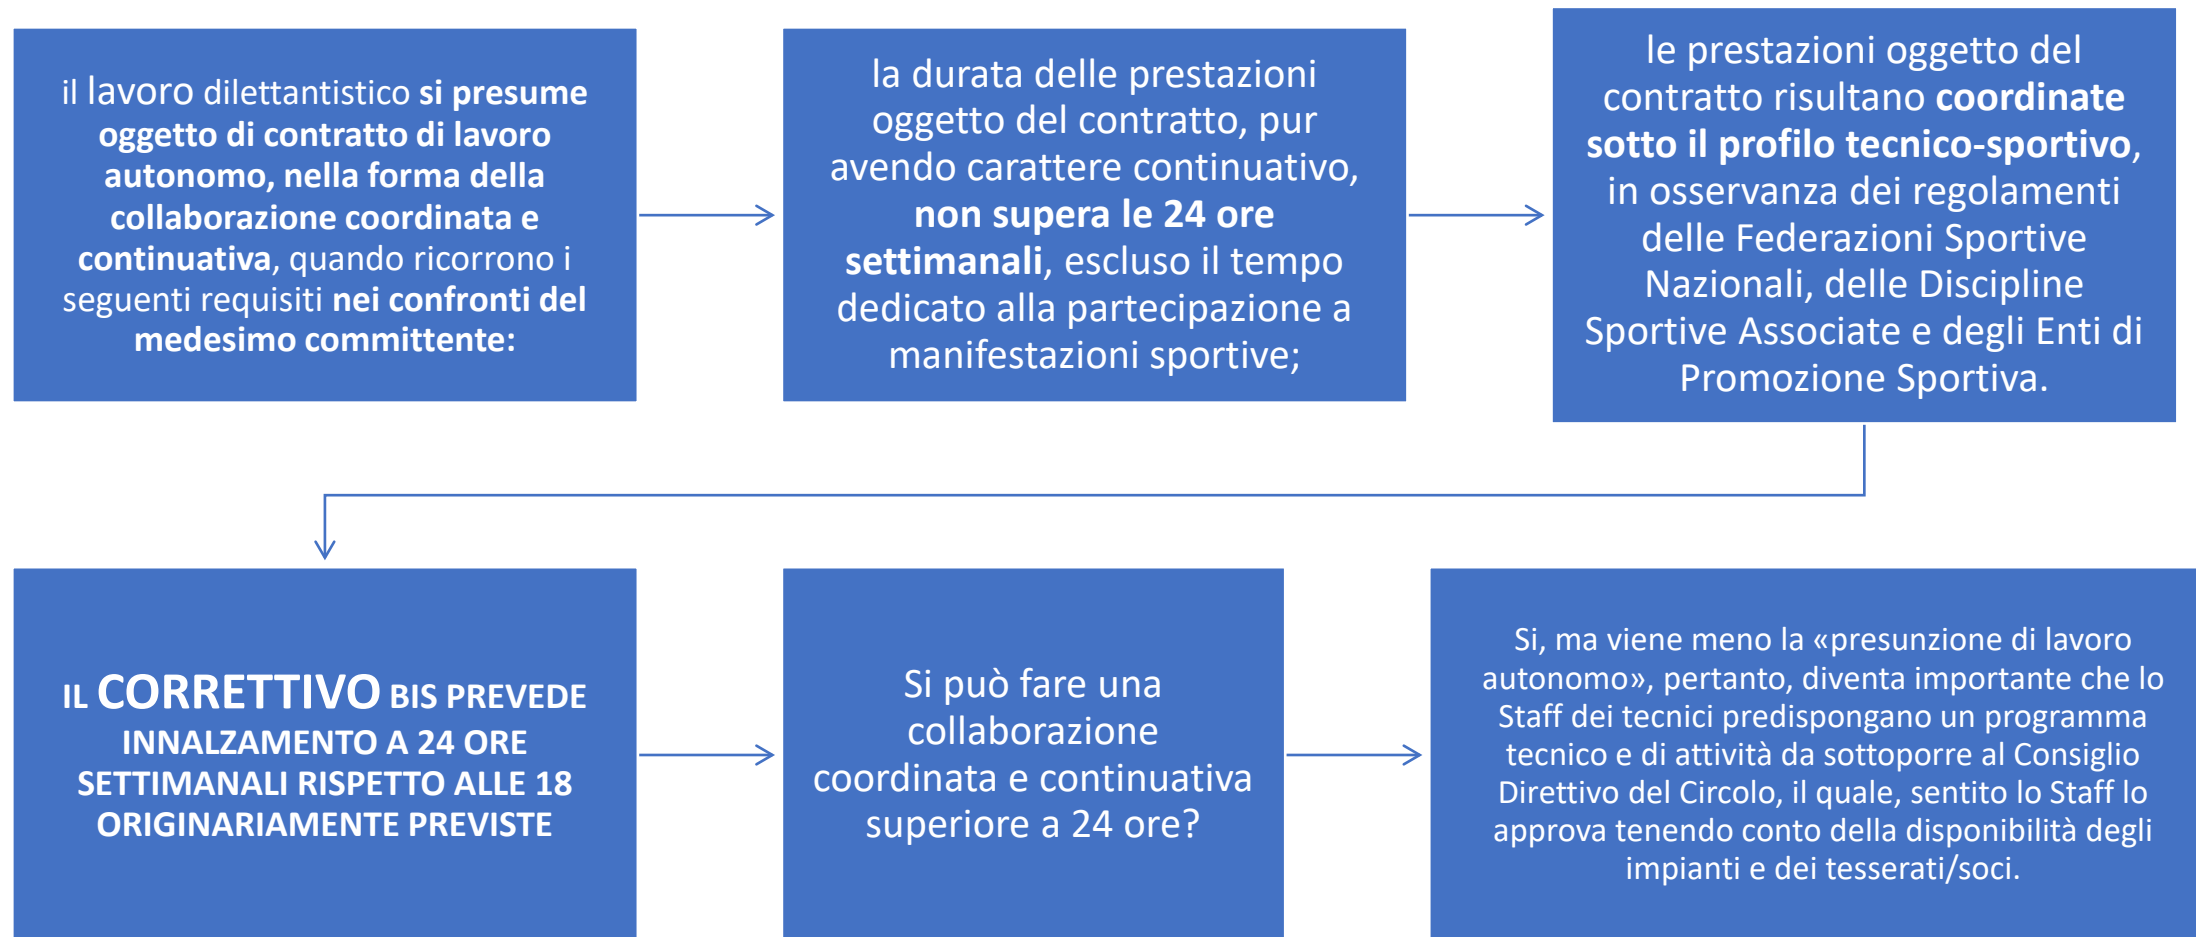 il lavoro dilettantistico si presume
oggetto di contratto di lavoro
autonomo, nella forma della
collaborazione coordinata e
continuativa, quando ricorrono i
seguenti requisiti nei confronti del
medesimo committente:
la durata delle prestazioni
oggetto del contratto, pur
avendo carattere continuativo,
non supera le 24 ore
settimanali, escluso il tempo
dedicato alla partecipazione a
manifestazioni sportive;
le prestazioni oggetto del
contratto risultano coordinate
sotto il profilo tecnico-sportivo,
in osservanza dei regolamenti
delle Federazioni Sportive
Nazionali, delle Discipline
Sportive Associate e degli Enti di
Promozione Sportiva.
IL CORRETTIVO BIS PREVEDE
INNALZAMENTO A 24 ORE
SETTIMANALI RISPETTO ALLE 18
ORIGINARIAMENTE PREVISTE
Si può fare una
collaborazione
coordinata e continuativa
superiore a 24 ore?
Si, ma viene meno la «presunzione di lavoro
autonomo», pertanto, diventa importante che lo
Staff dei tecnici predispongano un programma
tecnico e di attività da sottoporre al Consiglio
Direttivo del Circolo, il quale, sentito lo Staff lo
approva tenendo conto della disponibilità degli
impianti e dei tesserati/soci.